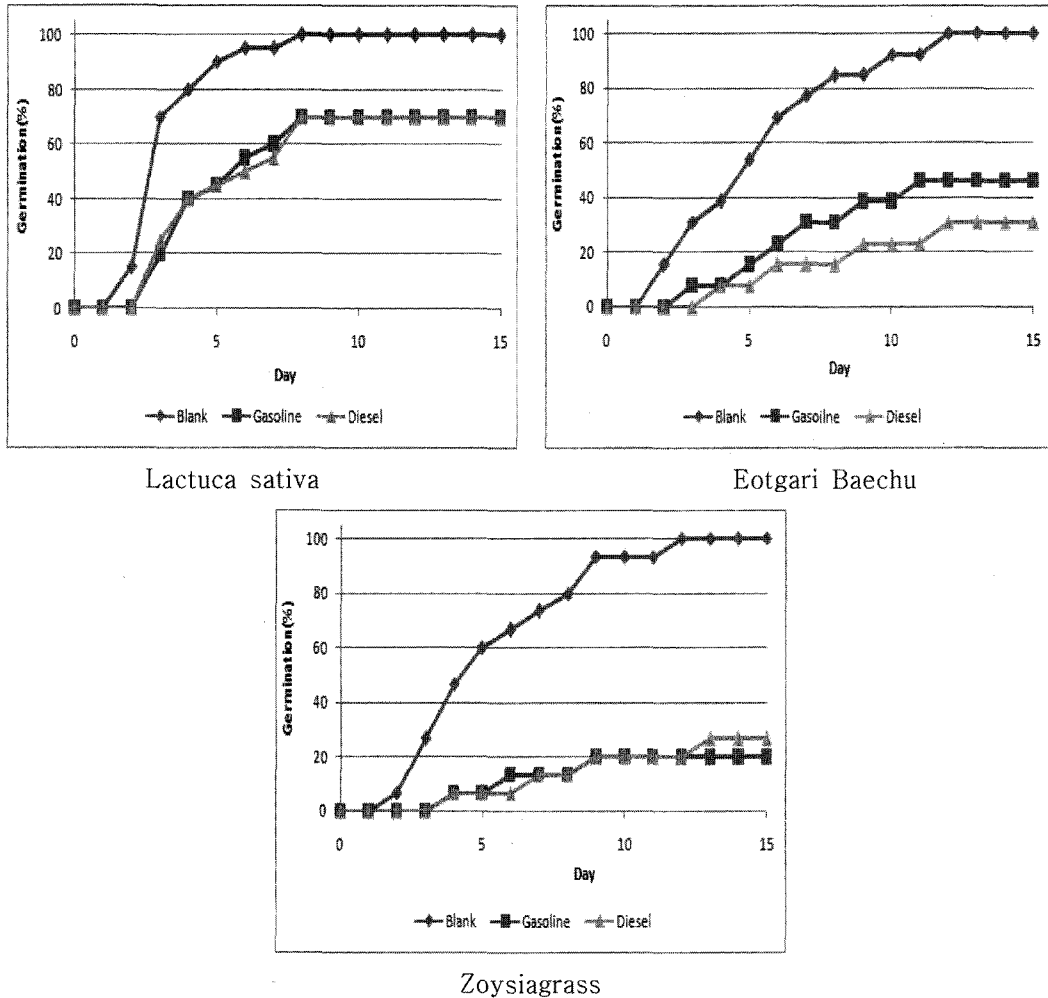 100
80
60
40
20
0
Germination(%)
0 5 10 15
Day
Blank Gasoline Diesel
Lactuca sativa
100
80
60
40
20
0
Germination(%)
0 5 10 15
Day
Blank Gasoilne Diesel
Eotgari Baechu
100
80
60
40
20
0
Germination(%)
0 5 10 15
Day
Blank Gasoline Diesel
Zoysiagrass